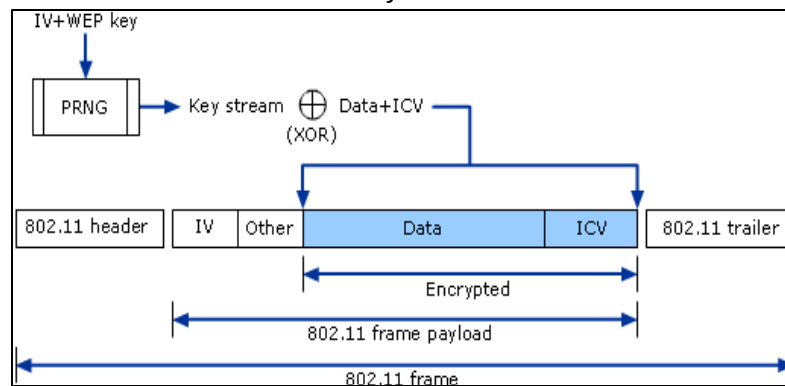 IV+WEP key
PRNG Key stream Data+ICV
(XOR)
802.11 header IV Other Data ICV 802.11 trailer
Encrypted
802.11 frame payload
802.11 frame